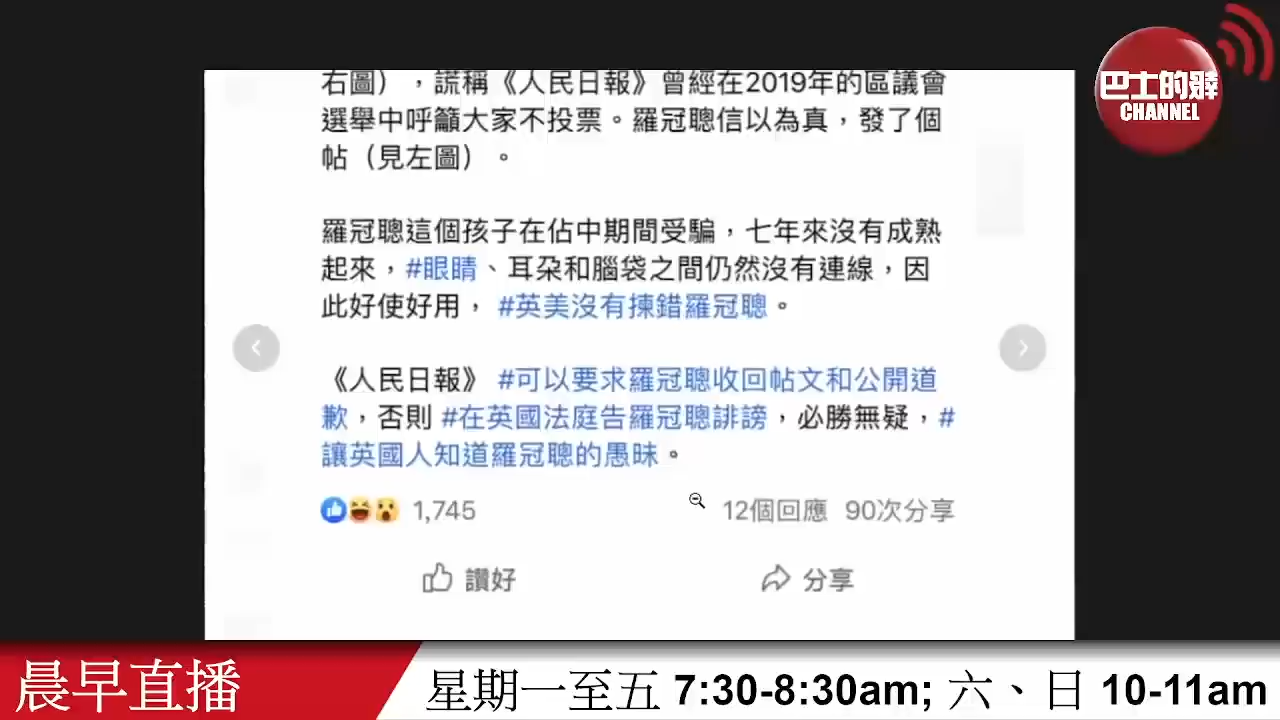 右圖），謊稱《人民日報》曾經在2019年的區議會
選舉中呼籲大家不投票。羅冠聰信以為真，發了個
帖（見左圖）。
羅冠聰這個孩子在佔中期間受騙，七年來沒有成熟
起來，#眼睛、耳朵和腦袋之間仍然沒有連線，因
此好使好用， #英美沒有揀錯羅冠聰。
《人民日報》 #可以要求羅冠聰收回帖文和公開道
歉，否則 #在英國法庭告羅冠聰誹謗，必勝無疑，#
讓英國人知道羅冠聰的愚昧。
1,745
12個回應 90次分享
讚好
分享
巴士的報
CHANNEL
晨早直播
星期一至五 7:30-8:30am; 六、日 10-11am